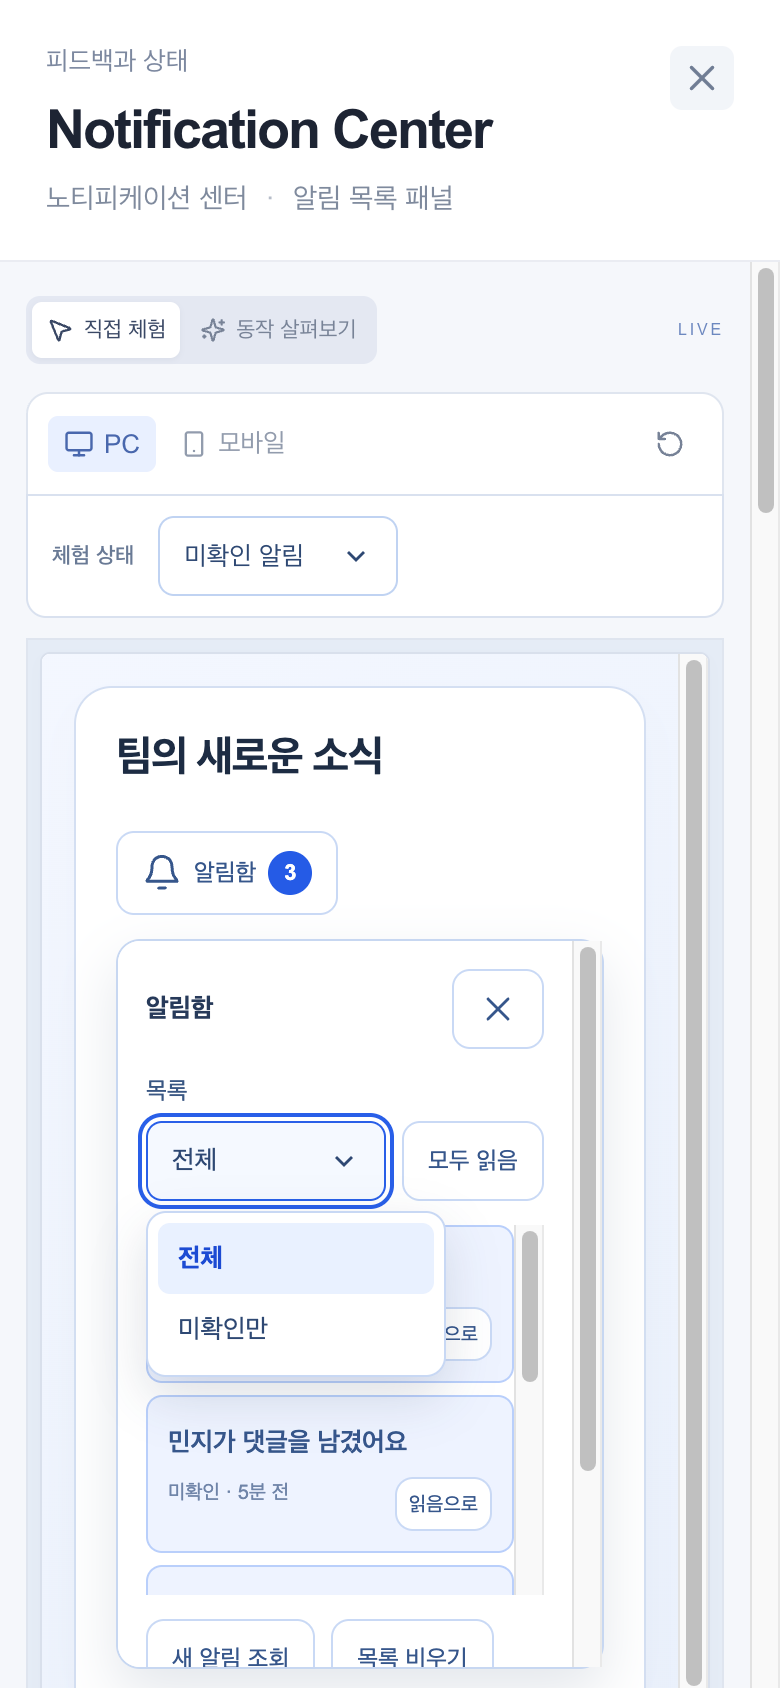 피드백과 상태
Notification Center
노티피케이션 센터 · 알림 목록 패널
직접 체험
동작 살펴보기
LIVE
PC
모바일
체험 상태
미확인 알림
팀의 새로운 소식
알림함 3
알림함
목록
전체
모두 읽음
전체
미확인만
으로
민지가 댓글을 남겼어요
미확인 · 5분 전
읽음으로
새 알림 조회
목록 비우기